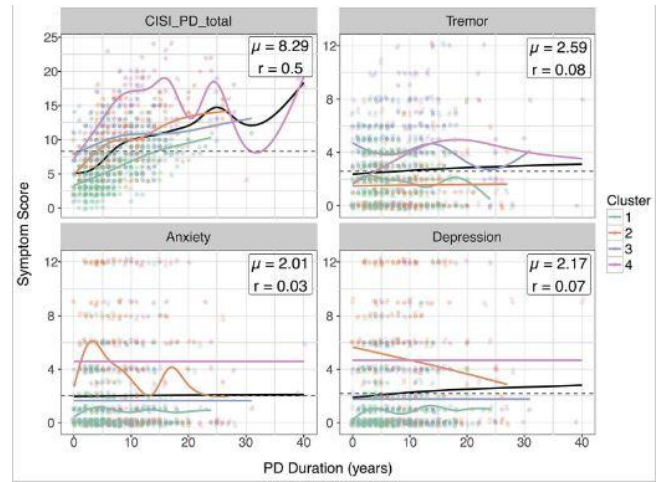 CISI_PD_total
Tremor
25
20
15
10
5
0
μ = 8.29
r = 0.5
12
8
4
0
μ = 2.59
r = 0.08
Symptom Score
Cluster
1
2
3
4
Anxiety
Depression
12
8
4
0
μ = 2.01
r = 0.03
12
8
4
0
μ = 2.17
r = 0.07
0 10 20 30 40
0 10 20 30 40
PD Duration (years)